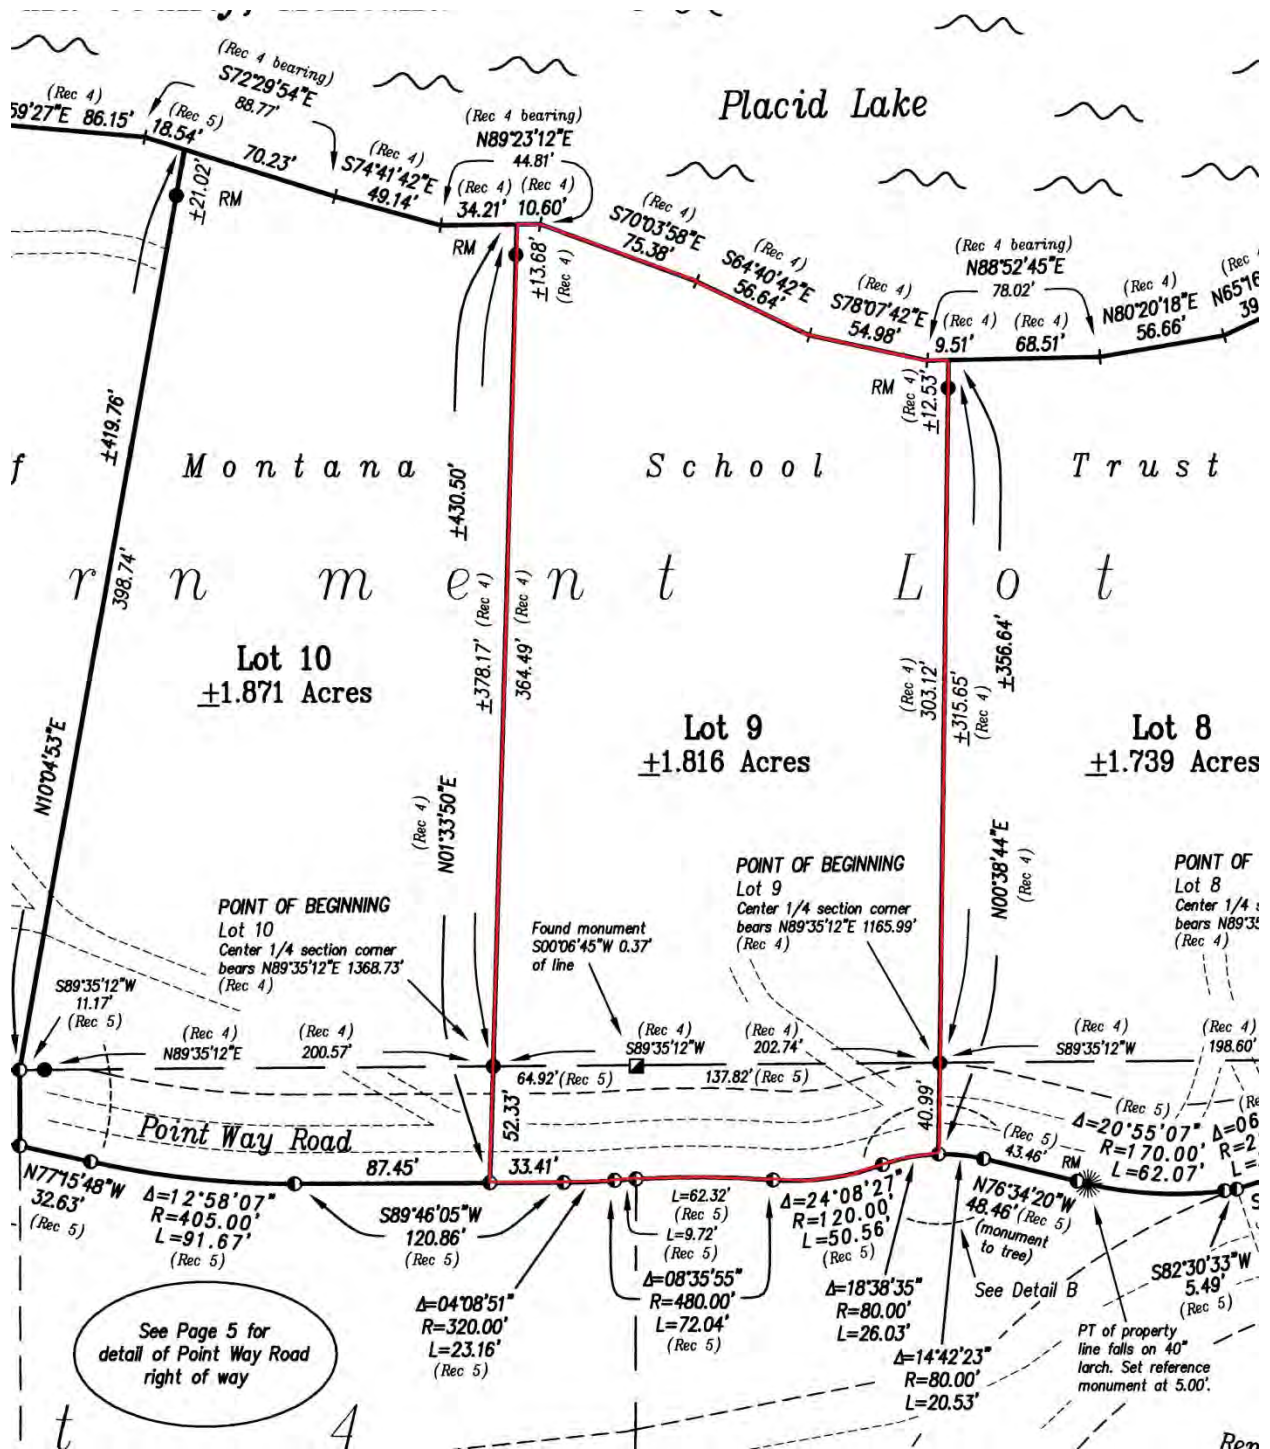 (Rec 4 bearing)
S72°29'54"E
88.77'
(Rec 4)
59'27"E 86.15'
(Rec 5)
18.54'
70.23'
±21.02'
RM
(Rec 4)
S74°41'42"E
49.14'
(Rec 4 bearing)
N89°23'12"E
44.81'
(Rec 4) (Rec 4)
34.21' 10.60'
RM
±13.68'
(Rec 4)
Placid Lake
(Rec 4)
S70°03'58"E
75.38'
(Rec 4)
S64°40'42"E
56.64'
(Rec 4)
S78°07'42"E
54.98'
(Rec 4 bearing)
N88°52'45"E
78.02'
(Rec 4) (Rec 4)
9.51' 68.51'
(Rec 4)
N80°20'18"E
56.66'
(Rec 4)
N65°16
39
RM
(Rec 4)
±12.53'
f Montana School Trust
rnment Lot
±419.76'
398.74'
N10°04'53"E
±430.50'
±378.17' (Rec 4)
364.49' (Rec 4)
(Rec 4)
N01°33'50"E
(Rec 4)
303.12'
±315.65'
(Rec 4)
±356.64'
N00°38'44"E
(Rec 4)
Lot 10
±1.871 Acres
Lot 9
±1.816 Acres
Lot 8
±1.739 Acres
POINT OF BEGINNING
Lot 10
Center 1/4 section corner
bears N89°35'12"E 1368.73'
(Rec 4)
Found monument
S00°06'45"W 0.37'
of line
POINT OF BEGINNING
Lot 9
Center 1/4 section corner
bears N89°35'12"E 1165.99'
(Rec 4)
POINT OF
Lot 8
Center 1/4 s
bears N89°35
(Rec 4)
S89°35'12"W
11.17'
(Rec 5)
(Rec 4)
N89°35'12"E
(Rec 4)
200.57'
(Rec 4)
S89°35'12"W
(Rec 4)
202.74'
(Rec 4)
S89°35'12"W
(Rec 4)
198.60'
64.92' (Rec 5)
137.82' (Rec 5)
52.33'
40.99'
Point Way Road
N77°15'48"W
32.63'
(Rec 5)
Δ=12°58'07"
R=405.00'
L=91.67'
(Rec 5)
87.45'
33.41'
S89°46'05"W
120.86'
(Rec 5)
Δ=04°08'51"
R=320.00'
L=23.16'
(Rec 5)
L=62.32'
(Rec 5)
L=9.72'
(Rec 5)
Δ=08°35'55"
R=480.00'
L=72.04'
(Rec 5)
Δ=24°08'27"
R=120.00'
L=50.56'
(Rec 5)
Δ=18°38'35"
R=80.00'
L=26.03'
Δ=14°42'23"
R=80.00'
L=20.53'
(Rec 5)
43.46'
RM
N76°34'20"W
48.46' (Rec 5)
(monument
to tree)
See Detail B
(Rec 5)
Δ=20°55'07"
R=170.00'
L=62.07'
(Re
Δ=06
R=2
L=
S82°30'33"W
5.49'
(Rec 5)
PT of property
line falls on 40"
larch. Set reference
monument at 5.00'.
See Page 5 for
detail of Point Way Road
right of way
t 4